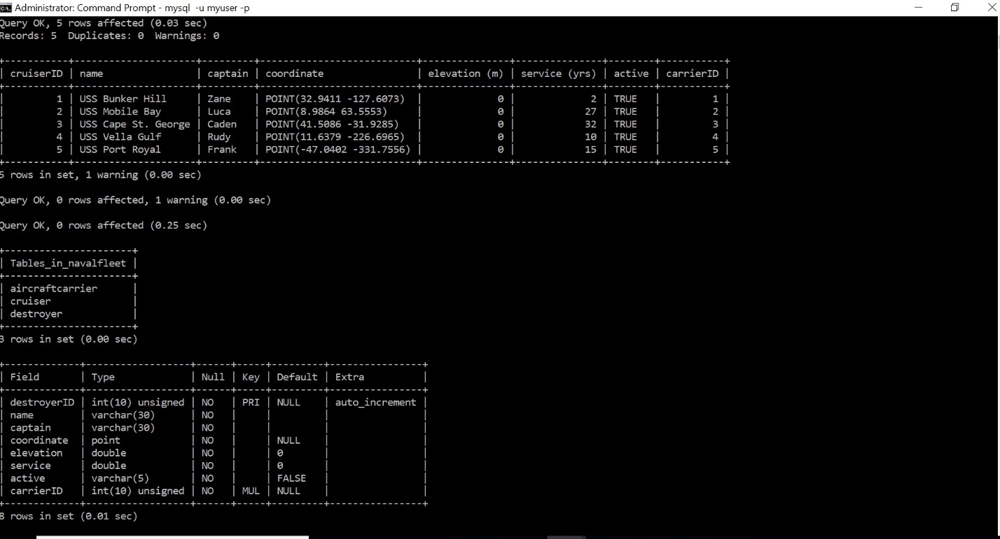 Administrator: Command Prompt - mysql  -u myuser -p
Query OK, 5 rows affected (0.03 sec)
Records: 5  Duplicates: 0  Warnings: 0
+-----------+---------------------+---------+----------------------------+---------------+---------------+--------+-----------+
| cruiserID | name                | captain | coordinate                 | elevation (m) | service (yrs) | active | carrierID |
+-----------+---------------------+---------+----------------------------+---------------+---------------+--------+-----------+
|         1 | USS Bunker Hill     | Zane    | POINT(32.9411 -127.6073)   |             0 |             2 | TRUE   |         1 |
|         2 | USS Mobile Bay      | Luca    | POINT(8.9864 63.5553)      |             0 |            27 | TRUE   |         2 |
|         3 | USS Cape St. George | Caden   | POINT(41.5086 -31.9285)    |             0 |            32 | TRUE   |         3 |
|         4 | USS Vella Gulf      | Rudy    | POINT(11.6379 -226.6965)   |             0 |            10 | TRUE   |         4 |
|         5 | USS Port Royal      | Frank   | POINT(-47.0402 -331.7556)  |             0 |            15 | TRUE   |         5 |
+-----------+---------------------+---------+----------------------------+---------------+---------------+--------+-----------+
5 rows in set, 1 warning (0.00 sec)
Query OK, 0 rows affected, 1 warning (0.00 sec)
Query OK, 0 rows affected (0.25 sec)
+----------------------+
| Tables_in_navalfleet |
+----------------------+
| aircraftcarrier      |
| cruiser              |
| destroyer            |
+----------------------+
3 rows in set (0.00 sec)
+-------------+------------------+------+-----+---------+----------------+
| Field       | Type             | Null | Key | Default | Extra          |
+-------------+------------------+------+-----+---------+----------------+
| destroyerID | int(10) unsigned | NO   | PRI | NULL    | auto_increment |
| name        | varchar(30)      | NO   |     |         |                |
| captain     | varchar(30)      | NO   |     |         |                |
| coordinate  | point            | NO   |     | NULL    |                |
| elevation   | double           | NO   |     | 0       |                |
| service     | double           | NO   |     | 0       |                |
| active      | varchar(5)       | NO   |     | FALSE   |                |
| carrierID   | int(10) unsigned | NO   | MUL | NULL    |                |
+-------------+------------------+------+-----+---------+----------------+
8 rows in set (0.01 sec)